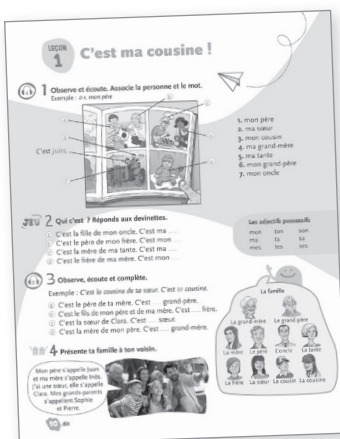 LEÇON
1
C'est ma cousine !
1 Observe et écoute. Associe la personne et le mot.
Exemple : a-1, mon père
C'est Jules.
1. mon père
2. ma sœur
3. mon cousin
4. ma grand-mère
5. ma tante
6. mon grand-père
7. mon oncle
JEU 2 Qui c'est ? Réponds aux devinettes.
C'est la fille de mon oncle. C'est ma ...
C'est le père de mon frère. C'est mon ...
C'est la mère de ma tante. C'est ma ...
C'est le frère de ma mère. C'est mon ...
Les adjectifs possessifs
mon ton son
ma ta sa
mes tes ses
3 Observe, écoute et complète.
Exemple : C'est la cousine de ta sœur. C'est ta cousine.
C'est le père de ta mère. C'est ... grand-père.
C'est le fils de mon père et de ma mère. C'est ... frère.
C'est la sœur de Clara. C'est ... sœur.
C'est la mère de mon père. C'est ... grand-mère.
La famille
La grand-mère Le grand-père
La mère Le père L'oncle La tante
Le frère La sœur Le cousin La cousine
4 Présente ta famille à ton voisin.
Mon père s'appelle Juan
et ma mère s'appelle Inès.
J'ai une sœur, elle s'appelle
Clara. Mes grands-parents
s'appellent Sophie
et Pierre.
10 dix